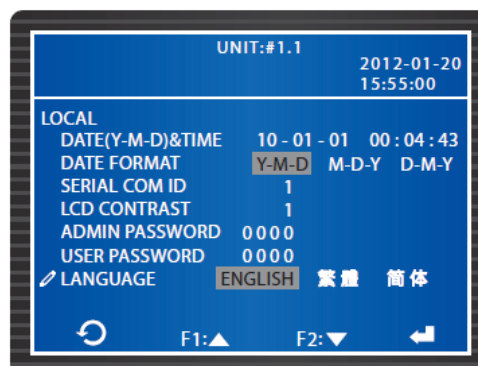 UNIT:#1.1
2012-01-20
15:55:00
LOCAL
DATE(Y-M-D)&TIME 10-01-01 00:04:43
DATE FORMAT Y-M-D M-D-Y D-M-Y
SERIAL COM ID 1
LCD CONTRAST 1
ADMIN PASSWORD 0000
USER PASSWORD 0000
LANGUAGE ENGLISH 繁體 简体
F1:▲ F2:▼